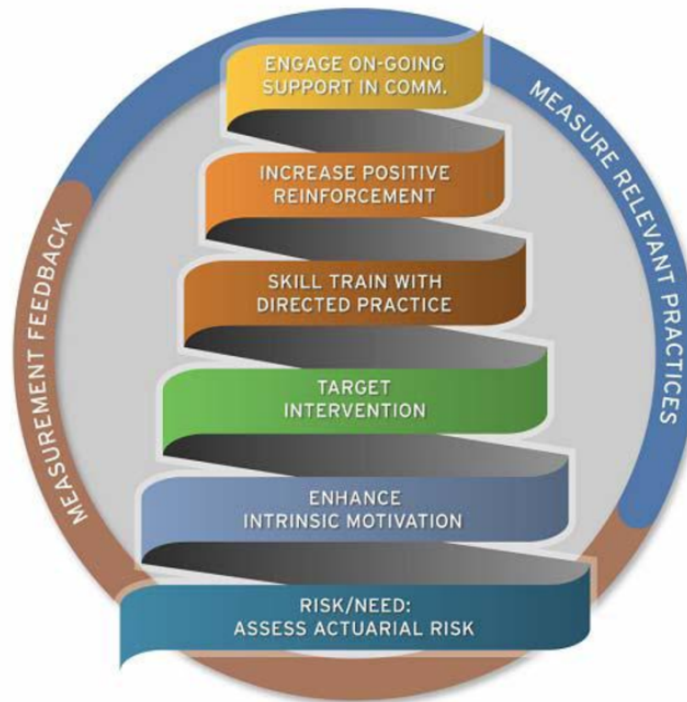 ENGAGE ON-GOING
SUPPORT IN COMM.
INCREASE POSITIVE
REINFORCEMENT
SKILL TRAIN WITH
DIRECTED PRACTICE
TARGET
INTERVENTION
ENHANCE
INTRINSIC MOTIVATION
RISK/NEED:
ASSESS ACTUARIAL RISK
MEASURE RELEVANT PRACTICES
MEASUREMENT FEEDBACK